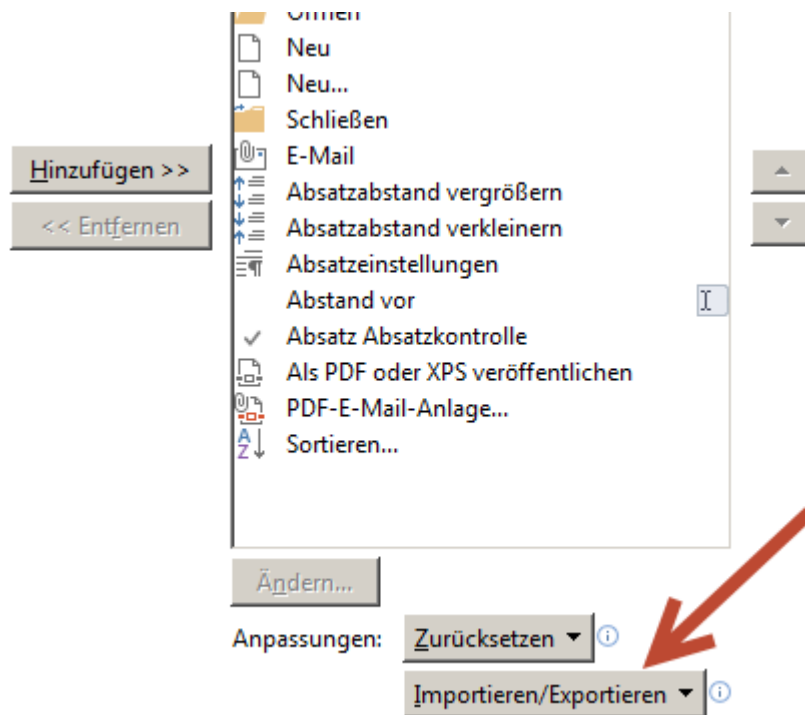 Öffnen
Neu
Neu...
Schließen
E-Mail
Absatzabstand vergrößern
Absatzabstand verkleinern
Absatzeinstellungen
Abstand vor
Absatz Absatzkontrolle
Als PDF oder XPS veröffentlichen
PDF-E-Mail-Anlage...
Sortieren...
Hinzufügen >>
<< Entfernen
Ändern...
Anpassungen: Zurücksetzen
Importieren/Exportieren